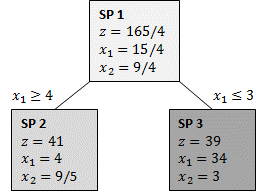 SP 1
z = 165/4
x₁ = 15/4
x₂ = 9/4
x₁ ≥ 4
x₁ ≤ 3
SP 2
z = 41
x₁ = 4
x₂ = 9/5
SP 3
z = 39
x₁ = 34
x₂ = 3